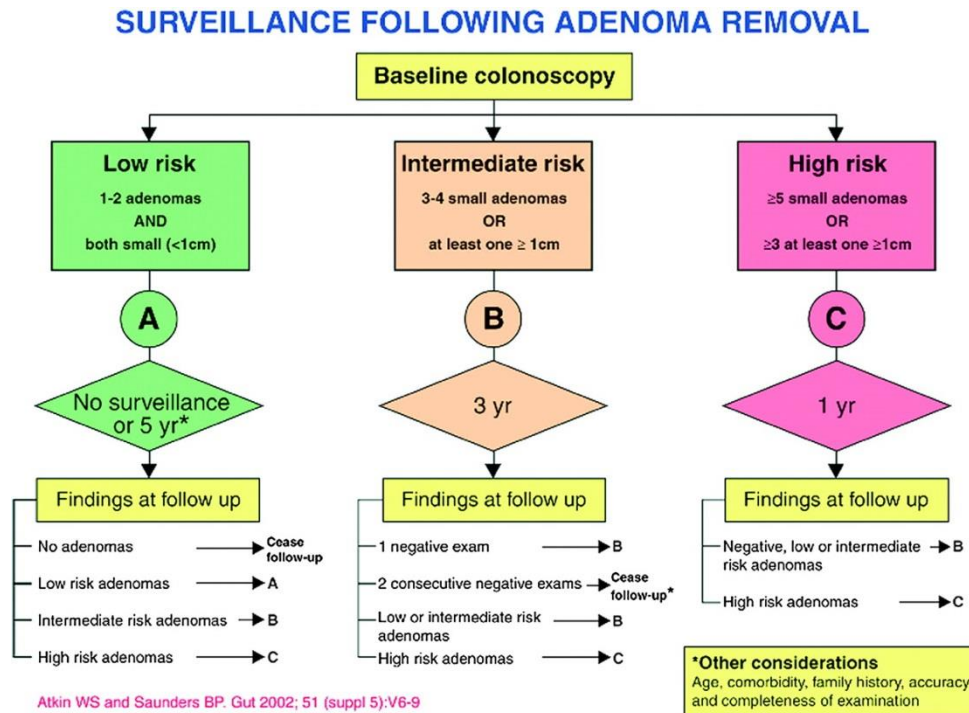 SURVEILLANCE FOLLOWING ADENOMA REMOVAL
Baseline colonoscopy
Low risk
1-2 adenomas
AND
both small (<1cm)
A
No surveillance
or 5 yr*
Findings at follow up
No adenomas
Cease
follow-up
Low risk adenomas
A
Intermediate risk adenomas
B
High risk adenomas
C
Intermediate risk
3-4 small adenomas
OR
at least one ≥ 1cm
B
3 yr
Findings at follow up
1 negative exam
B
2 consecutive negative exams
Cease
follow-up*
Low or intermediate risk
adenomas
B
High risk adenomas
C
High risk
≥5 small adenomas
OR
≥3 at least one ≥1cm
C
1 yr
Findings at follow up
Negative, low or intermediate
risk adenomas
B
High risk adenomas
C
*Other considerations
Age, comorbidity, family history, accuracy
and completeness of examination
Atkin WS and Saunders BP. Gut 2002; 51 (suppl 5):V6-9